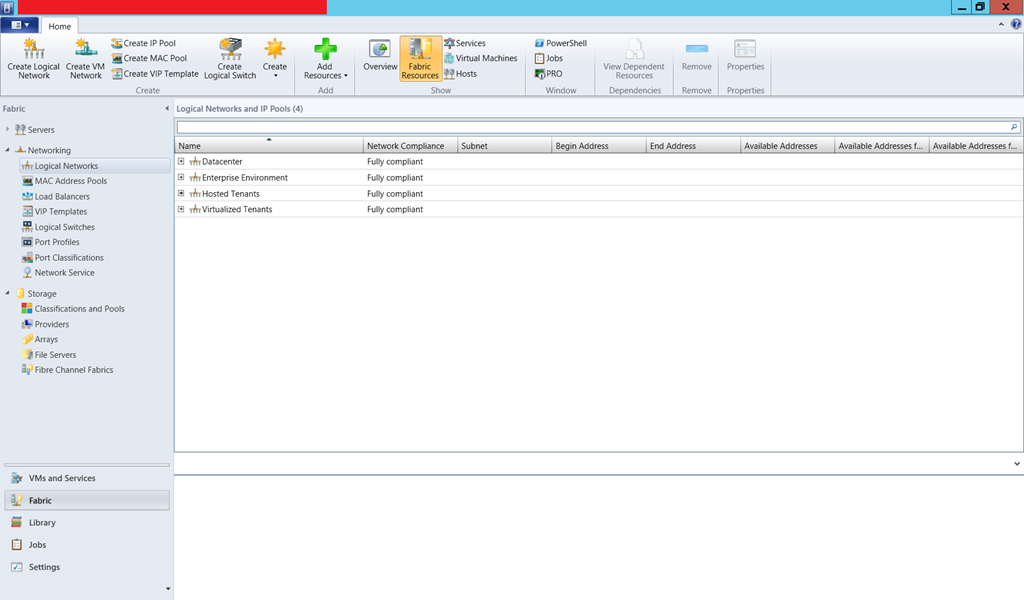 Home
Create Logical Network
Create VM Network
Create IP Pool
Create MAC Pool
Create VIP Template
Create Logical Switch
Create
Create
Add Resources
Add
Overview
Fabric Resources
Services
Virtual Machines
Hosts
Show
PowerShell
Jobs
PRO
Window
View Dependent Resources
Dependencies
Remove
Remove
Properties
Properties
Fabric
Servers
Networking
Logical Networks
MAC Address Pools
Load Balancers
VIP Templates
Logical Switches
Port Profiles
Port Classifications
Network Service
Storage
Classifications and Pools
Providers
Arrays
File Servers
Fibre Channel Fabrics
VMs and Services
Fabric
Library
Jobs
Settings
Logical Networks and IP Pools (4)
Name Network Compliance Subnet Begin Address End Address Available Addresses Available Addresses f... Available Addresses f...
Datacenter Fully compliant
Enterprise Environment Fully compliant
Hosted Tenants Fully compliant
Virtualized Tenants Fully compliant